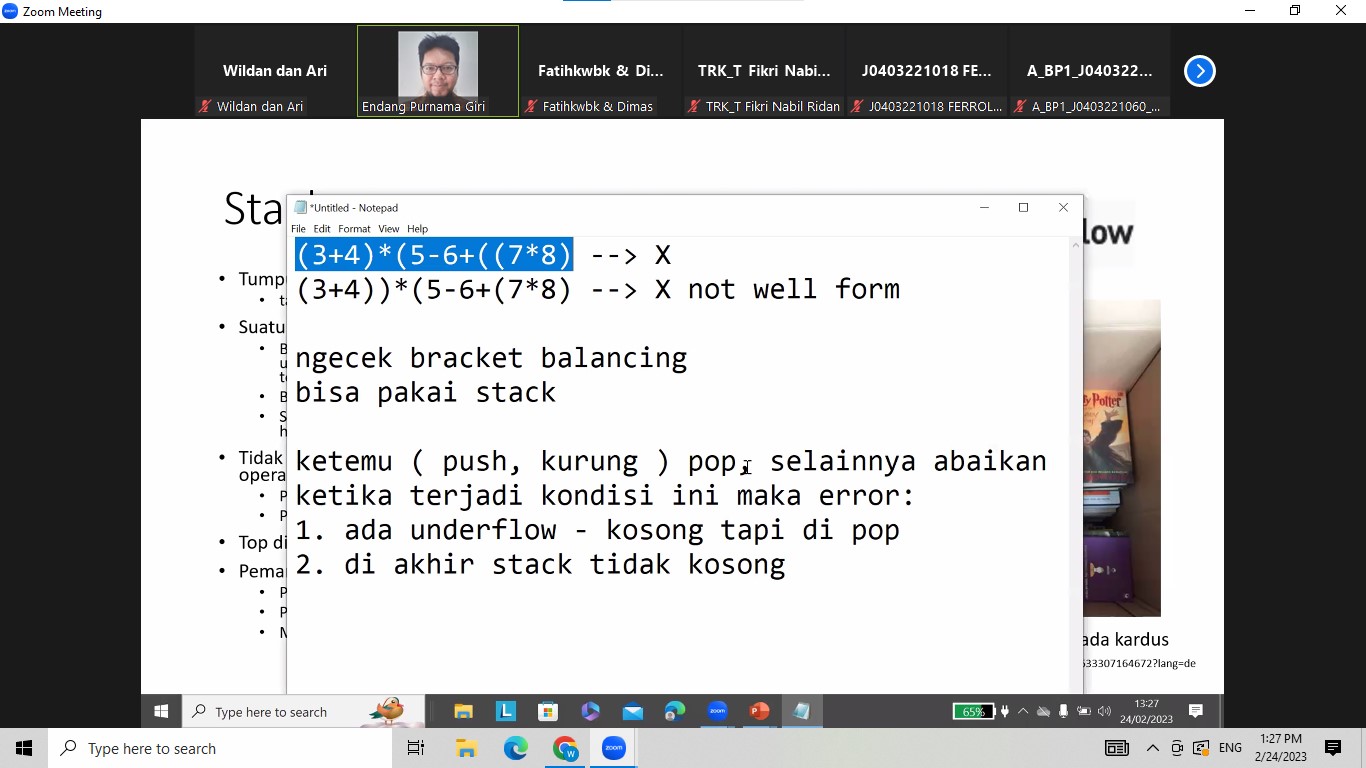 Zoom Meeting
Wildan dan Ari
Fatihkwbk & Di...
TRK_T Fikri Nabi...
J0403221018 FE...
A_BP1_J040322...
Wildan dan Ari
Endang Purnama Giri
Fatihkwbk & Dimas
TRK_T Fikri Nabil Ridan
J0403221018 FERROL...
A_BP1_J0403221060_...
*Untitled - Notepad
File Edit Format View Help
(3+4)*(5-6+((7*8) --> X
(3+4))*(5-6+(7*8) --> X not well form
ngecek bracket balancing
bisa pakai stack
ketemu ( push, kurung ) pop, selainnya abaikan
ketika terjadi kondisi ini maka error:
1. ada underflow - kosong tapi di pop
2. di akhir stack tidak kosong
Sta
low
• Tump
• Suatu
• Tidak
opera
• Top di
• Pema
ada kardus
533307164672?lang=de
Type here to search
65%
13:27
24/02/2023
Type here to search
ENG
1:27 PM
2/24/2023